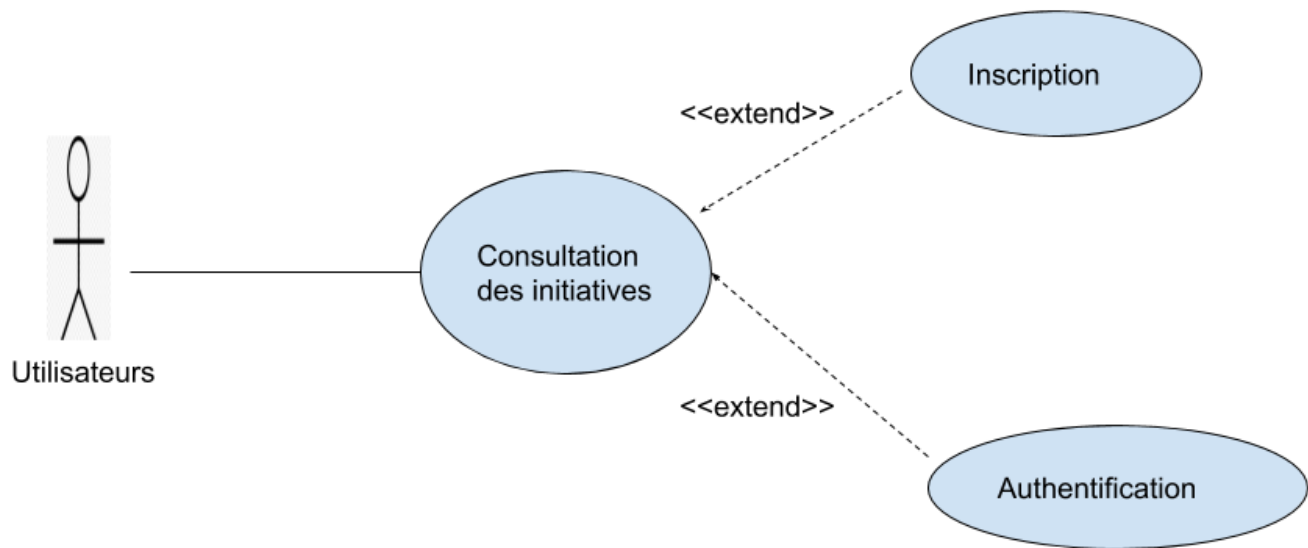 Inscription
<<extend>>
Consultation
des initiatives
Utilisateurs
<<extend>>
Authentification